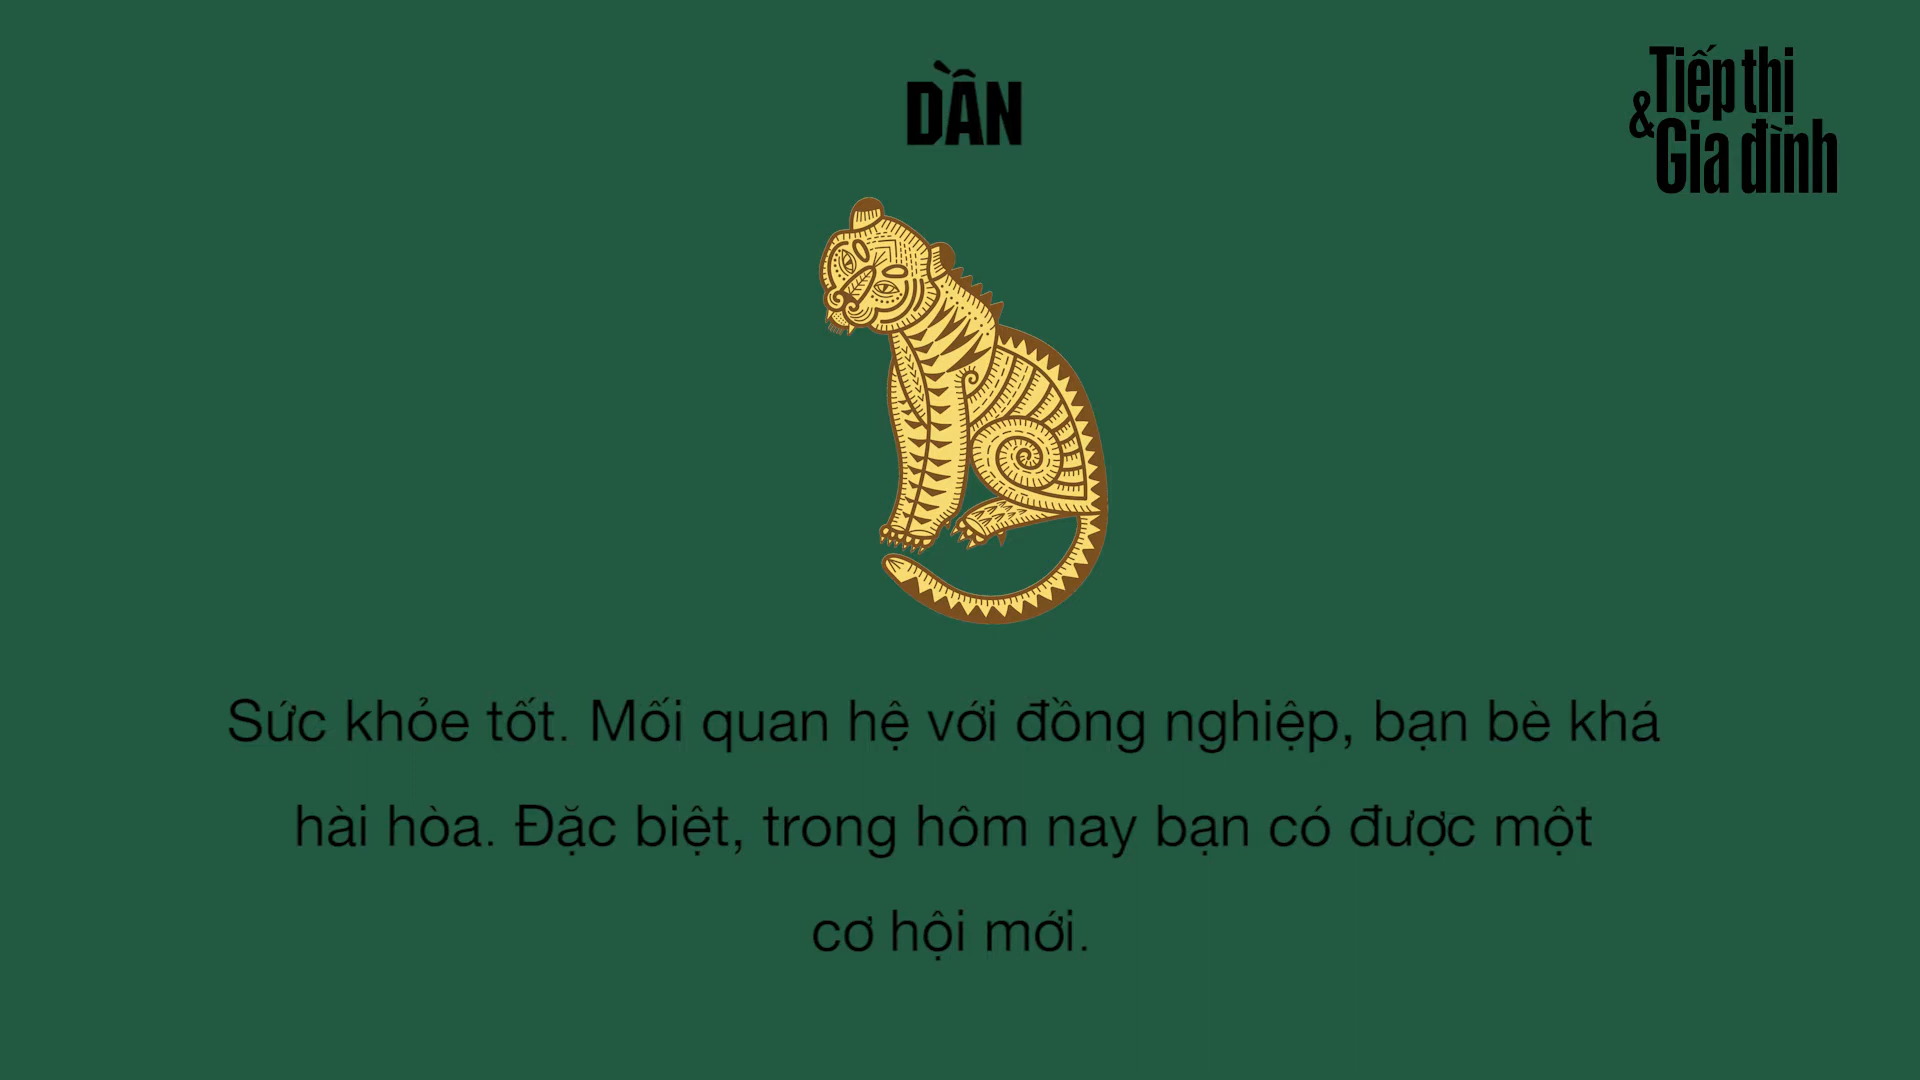 DẦN
Tiếp thị
& Gia đình
Sức khỏe tốt. Mối quan hệ với đồng nghiệp, bạn bè khá
hài hòa. Đặc biệt, trong hôm nay bạn có được một
cơ hội mới.